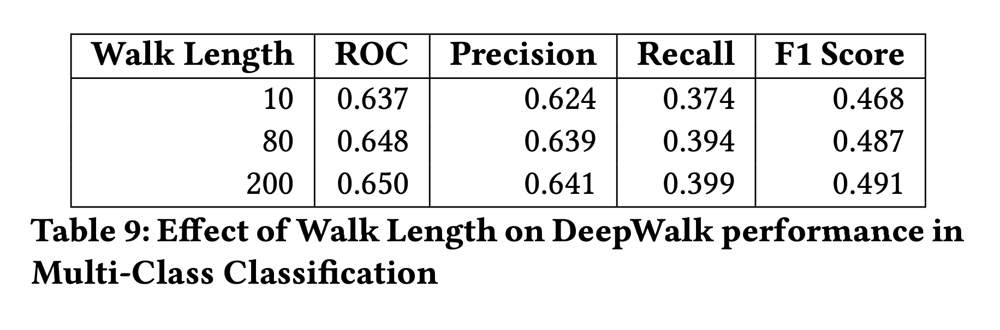 Walk Length ROC Precision Recall F1 Score
10 0.637 0.624 0.374 0.468
80 0.648 0.639 0.394 0.487
200 0.650 0.641 0.399 0.491
Table 9: Effect of Walk Length on DeepWalk performance in
Multi-Class Classification